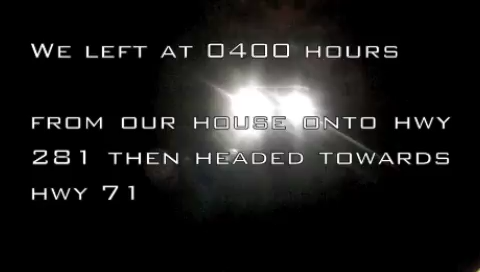 We left at 0400 hours
from our house onto hwy
281 then headed towards
hwy 71